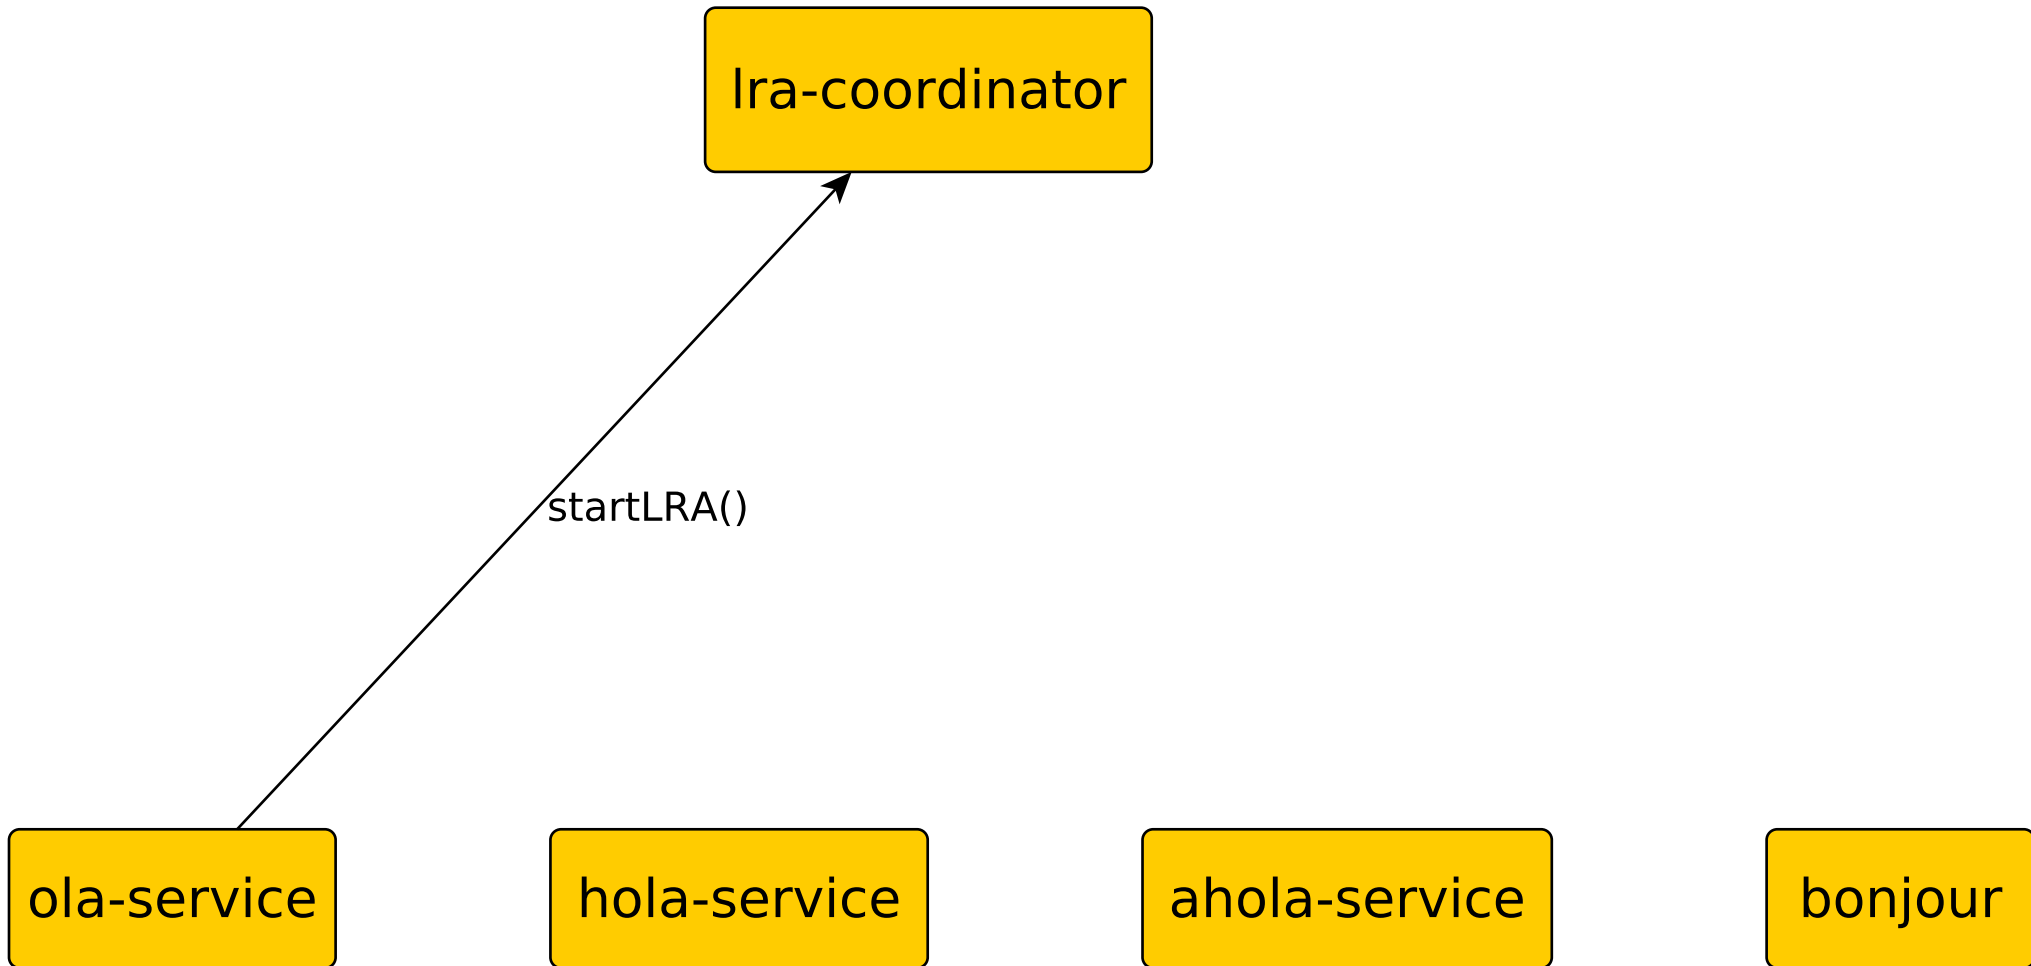 lra-coordinator
startLRA()
ola-service
hola-service
ahola-service
bonjour